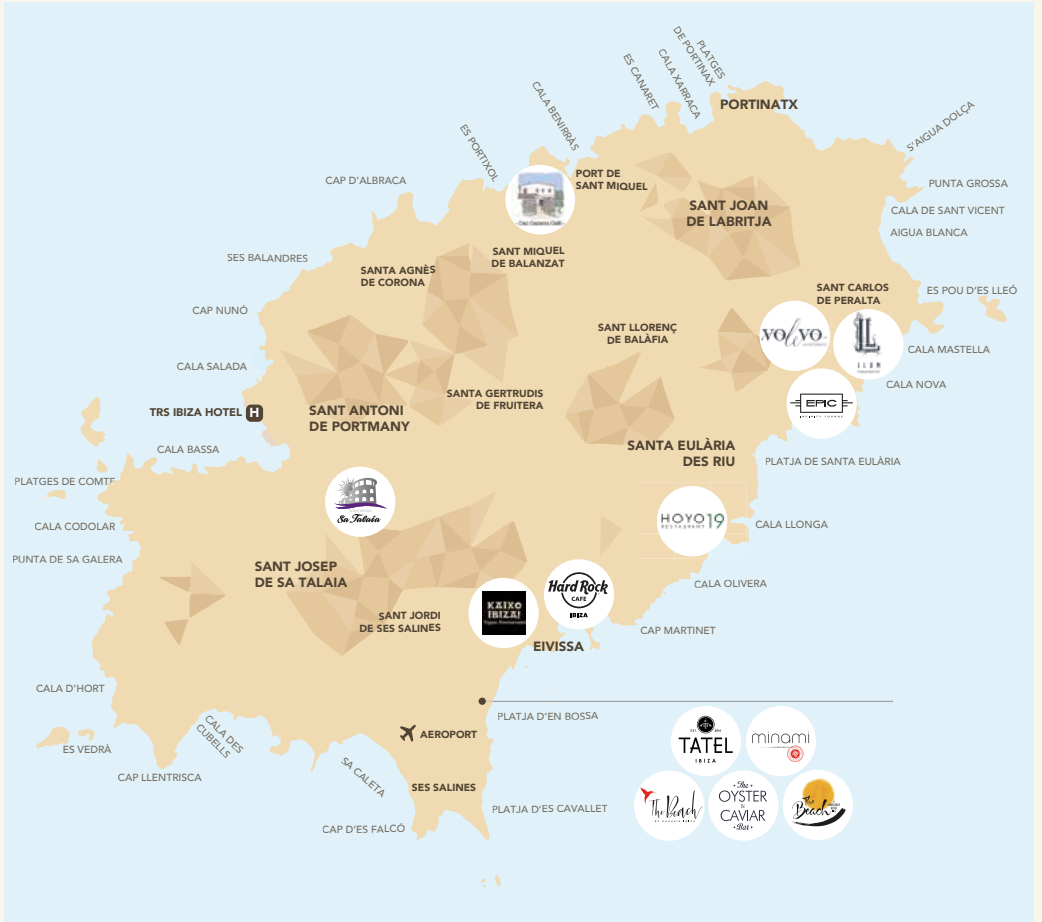 PLATGES
DE PORTINAX
CALA XARRACA
ES CANARET
CALA BENIRRÀS
ES PORTIXOL
PORTINATX
S'AIGUA DOLÇA
CAP D'ALBRACA
PORT DE
SANT MIQUEL
PUNTA GROSSA
SANT JOAN
DE LABRITJA
CALA DE SANT VICENT
AIGUA BLANCA
SES BALANDRES
SANT MIQUEL
DE BALANZAT
SANTA AGNÈS
DE CORONA
SANT CARLOS
DE PERALTA
ES POU D'ES LLEÓ
CAP NUNÓ
SANT LLORENÇ
DE BALÀFIA
VOLIVO
LL
LLUM
CALA MASTELLA
CALA SALADA
CALA NOVA
SANTA GERTRUDIS
DE FRUITERA
EPIC
INFINITY LOUNGE
TRS IBIZA HOTEL H
SANT ANTONI
DE PORTMANY
CALA BASSA
SANTA EULÀRIA
DES RIU
PLATJA DE SANTA EULÀRIA
PLATGES DE COMTE
Sa Talaia
HOYO 19
RESTAURANT
CALA CODOLAR
CALA LLONGA
PUNTA DE SA GALERA
SANT JOSEP
DE SA TALAIA
CALA OLIVERA
Hard Rock
CAFE
IBIZA
KAIXO
IBIZA!
SANT JORDI
DE SES SALINES
CAP MARTINET
EIVISSA
CALA D'HORT
PLATJA D'EN BOSSA
CALA DES
CUBELLS
AEROPORT
ES VEDRÀ
TATEL
IBIZA
minami
CAP LLENTRISCA
SA CALETA
SES SALINES
The Beach
The
OYSTER
&
CAVIAR
Bar
The
Beach
PLATJA D'ES CAVALLET
CAP D'ES FALCÓ